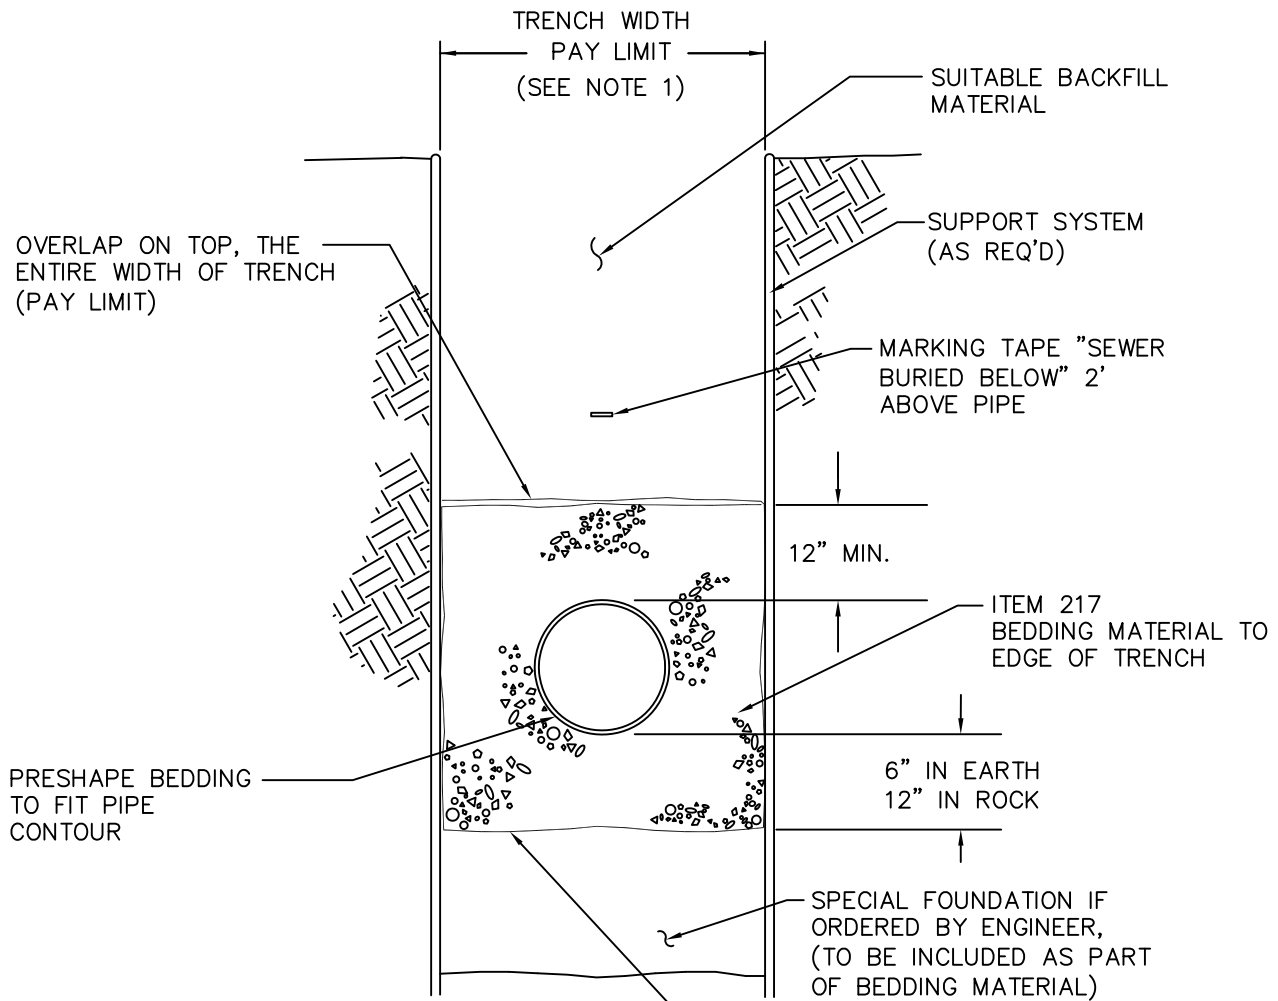 TRENCH WIDTH
PAY LIMIT
(SEE NOTE 1)
SUITABLE BACKFILL
MATERIAL
OVERLAP ON TOP, THE
ENTIRE WIDTH OF TRENCH
(PAY LIMIT)
SUPPORT SYSTEM
(AS REQ'D)
MARKING TAPE "SEWER
BURIED BELOW" 2'
ABOVE PIPE
12" MIN.
ITEM 217
BEDDING MATERIAL TO
EDGE OF TRENCH
PRESHAPE BEDDING
TO FIT PIPE
CONTOUR
6" IN EARTH
12" IN ROCK
SPECIAL FOUNDATION IF
ORDERED BY ENGINEER,
(TO BE INCLUDED AS PART
OF BEDDING MATERIAL)